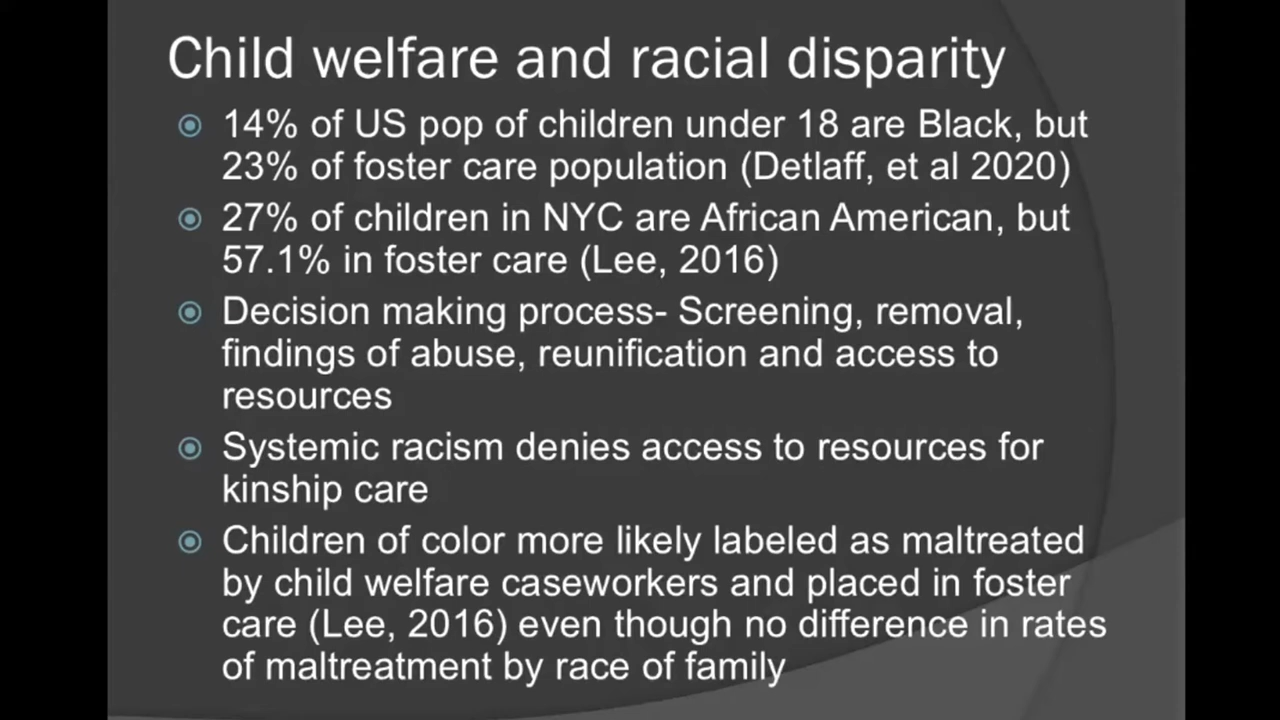 Child welfare and racial disparity
14% of US pop of children under 18 are Black, but
23% of foster care population (Detlaff, et al 2020)
27% of children in NYC are African American, but
57.1% in foster care (Lee, 2016)
Decision making process- Screening, removal,
findings of abuse, reunification and access to
resources
Systemic racism denies access to resources for
kinship care
Children of color more likely labeled as maltreated
by child welfare caseworkers and placed in foster
care (Lee, 2016) even though no difference in rates
of maltreatment by race of family